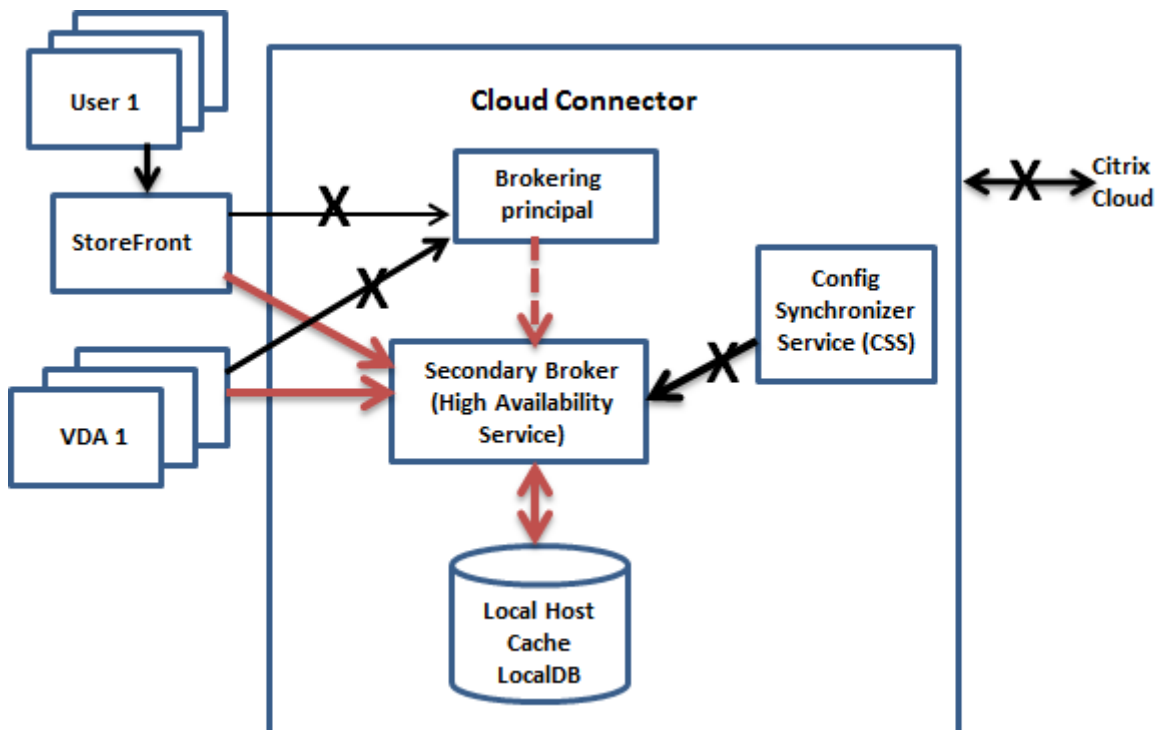 User 1
Cloud Connector
Brokering
principal
X
X
Citrix
Cloud
StoreFront
X
Config
Synchronizer
Service (CSS)
X
Secondary Broker
(High Availability
Service)
VDA 1
Local Host
Cache
LocalDB